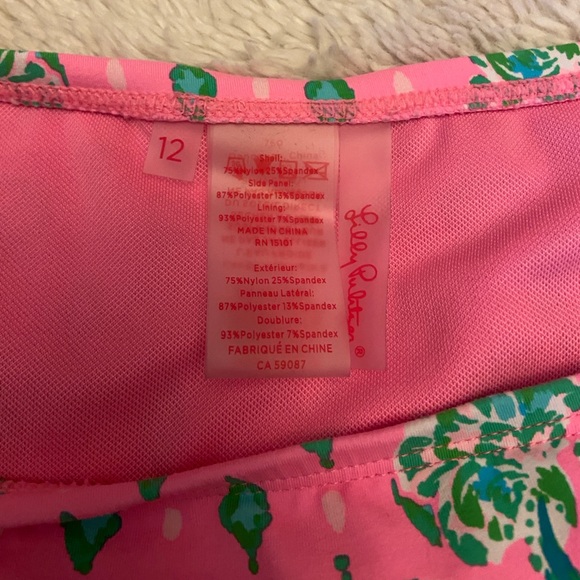 12
Shell:
75%Nylon 25%Spandex
Side Panel:
87%Polyester 13%Spandex
Lining:
93%Polyester 7%Spandex
MADE IN CHINA
RN 15101
Extérieur:
75%Nylon 25%Spandex
Panneau Latéral:
87%Polyester 13%Spandex
Doublure:
93%Polyester 7%Spandex
FABRIQUÉ EN CHINE
CA 59087
Lilly Pulitzer®